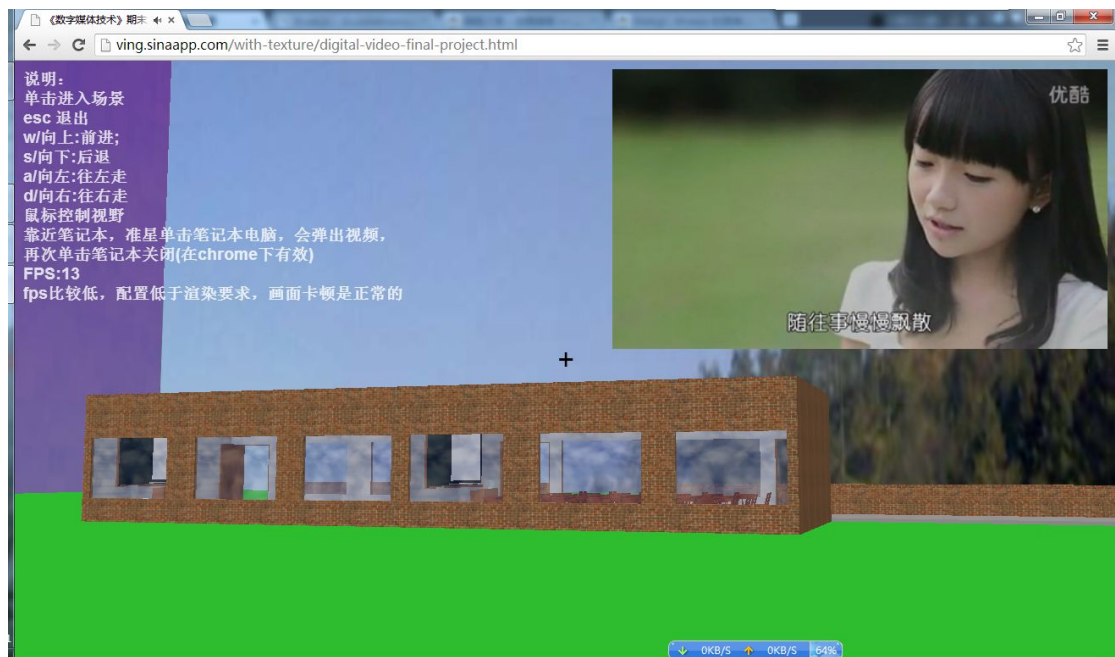 《数字媒体技术》期末
ving.sinaapp.com/with-texture/digital-video-final-project.html
说明：
单击进入场景
esc 退出
w/向上:前进;
s/向下:后退
a/向左:往左走
d/向右:往右走
鼠标控制视野
靠近笔记本，准星单击笔记本电脑，会弹出视频，
再次单击笔记本关闭(在chrome下有效)
FPS:13
fps比较低，配置低于渲染要求，画面卡顿是正常的
优酷
随往事慢慢飘散
0KB/S 0KB/S 64%